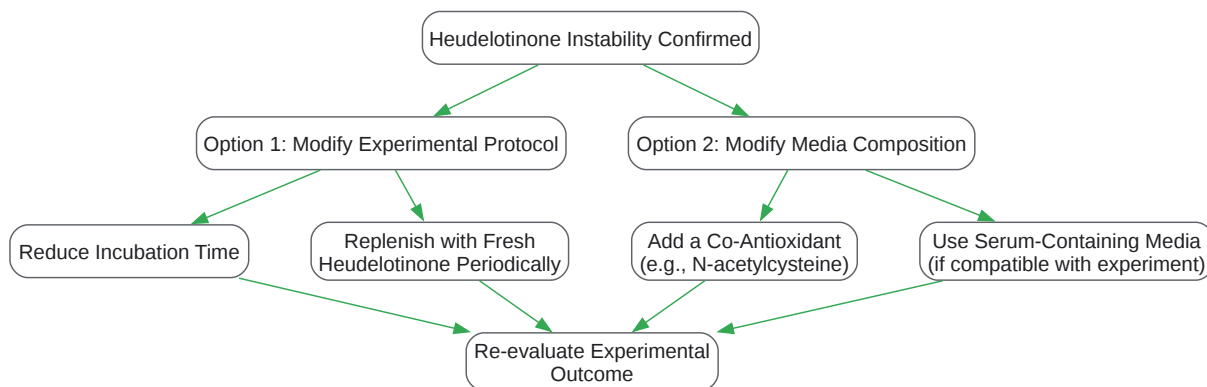 Heudelotinone Instability Confirmed
Option 1: Modify Experimental Protocol
Option 2: Modify Media Composition
Reduce Incubation Time
Replenish with Fresh
Heudelotinone Periodically
Add a Co-Antioxidant
(e.g., N-acetylcysteine)
Use Serum-Containing Media
(if compatible with experiment)
Re-evaluate Experimental
Outcome